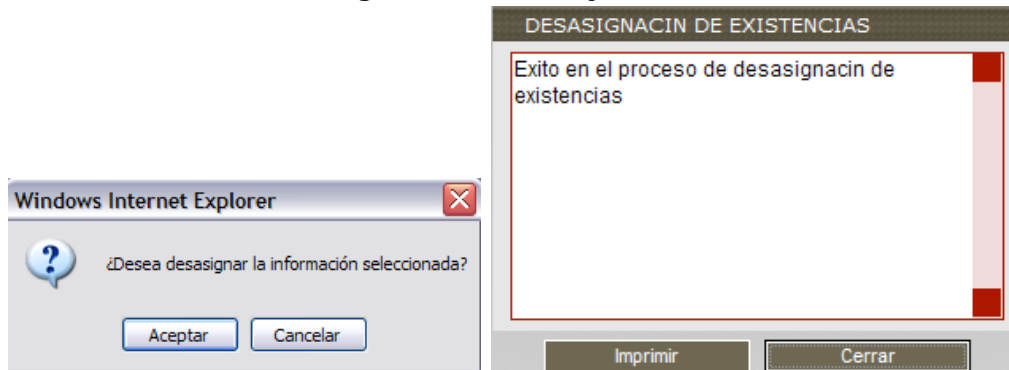 DESASIGNACIN DE EXISTENCIAS
Exito en el proceso de desasignacin de
existencias
Windows Internet Explorer
¿Desea desasignar la información seleccionada?
Aceptar Cancelar
Imprimir Cerrar